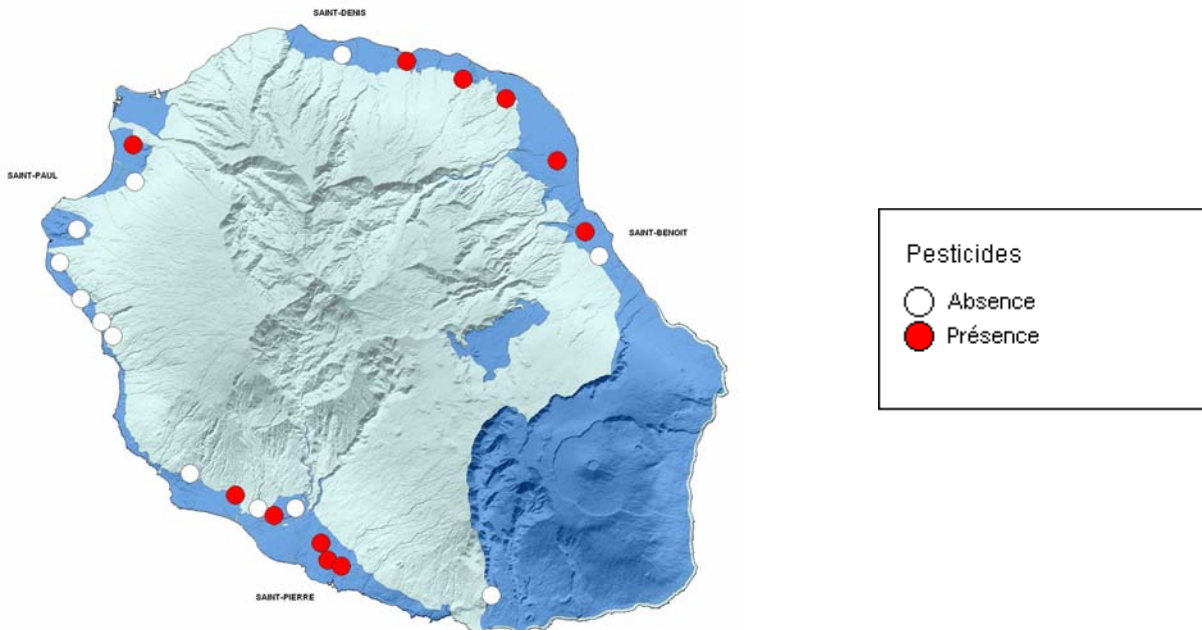 SAINT-DENIS
SAINT-PAUL
SAINT-BENOIT
SAINT-PIERRE
Pesticides
Absence
Présence